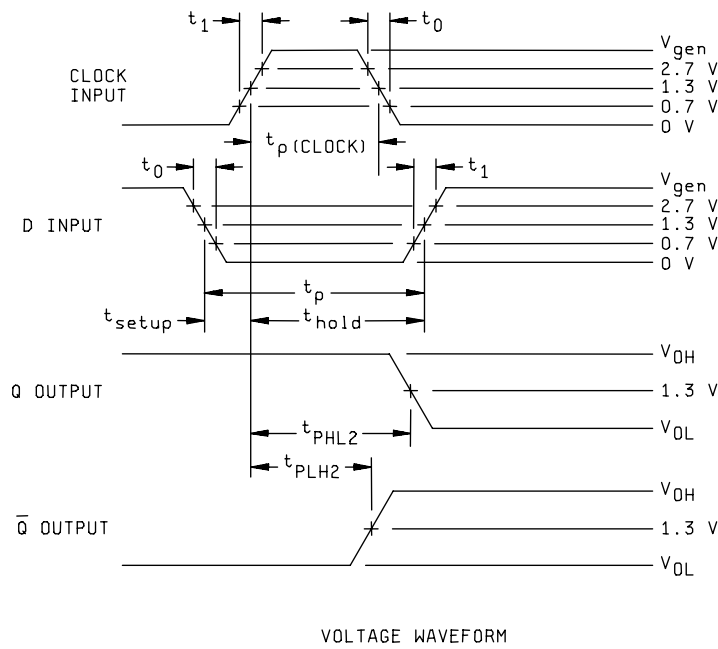 t1 t0
CLOCK INPUT
Vgen
2.7 V
1.3 V
0.7 V
0 V
tp(CLOCK)
t0 t1
D INPUT
Vgen
2.7 V
1.3 V
0.7 V
0 V
tp
tsetup thold
Q OUTPUT
VOH
1.3 V
VOL
tPHL2
tPLH2
Q̅ OUTPUT
VOH
1.3 V
VOL
VOLTAGE WAVEFORM